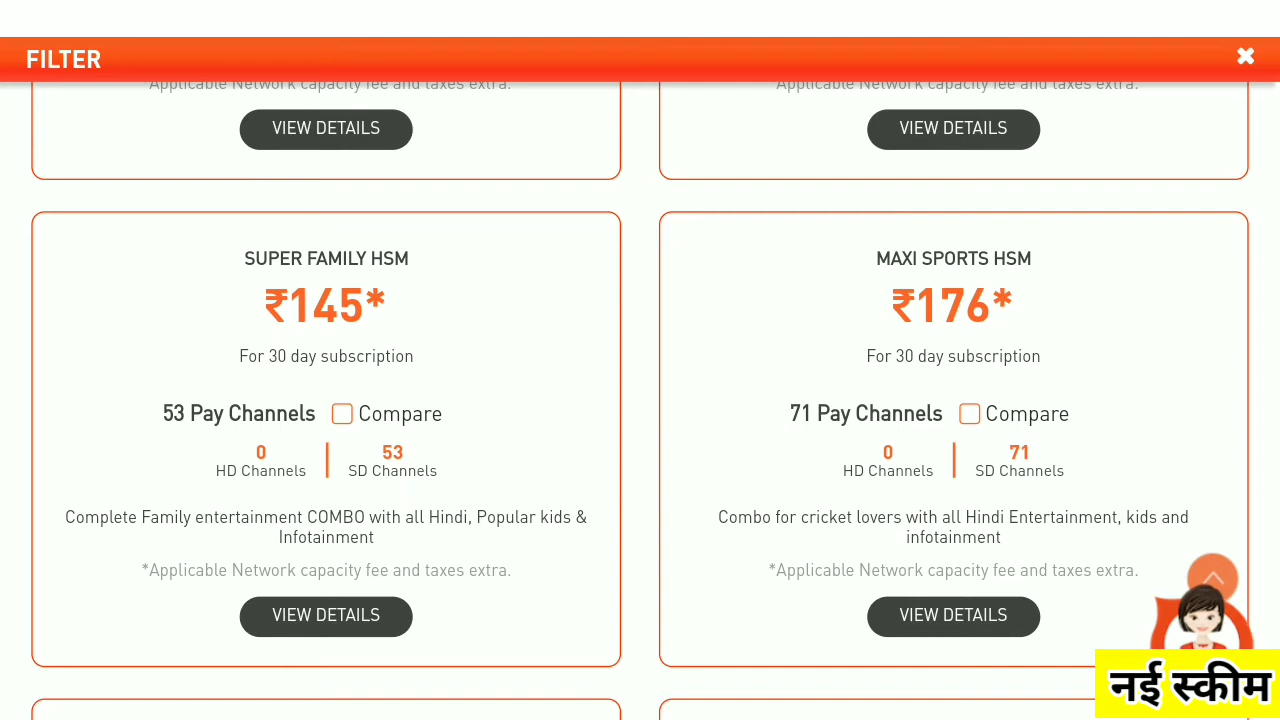 FILTER ✖
Applicable Network capacity fee and taxes extra.
VIEW DETAILS
Applicable Network capacity fee and taxes extra.
VIEW DETAILS
SUPER FAMILY HSM
₹145*
For 30 day subscription
53 Pay Channels Compare
0 53
HD Channels SD Channels
Complete Family entertainment COMBO with all Hindi, Popular kids &
Infotainment
*Applicable Network capacity fee and taxes extra.
VIEW DETAILS
MAXI SPORTS HSM
₹176*
For 30 day subscription
71 Pay Channels Compare
0 71
HD Channels SD Channels
Combo for cricket lovers with all Hindi Entertainment, kids and
infotainment
*Applicable Network capacity fee and taxes extra.
VIEW DETAILS
नई स्कीम